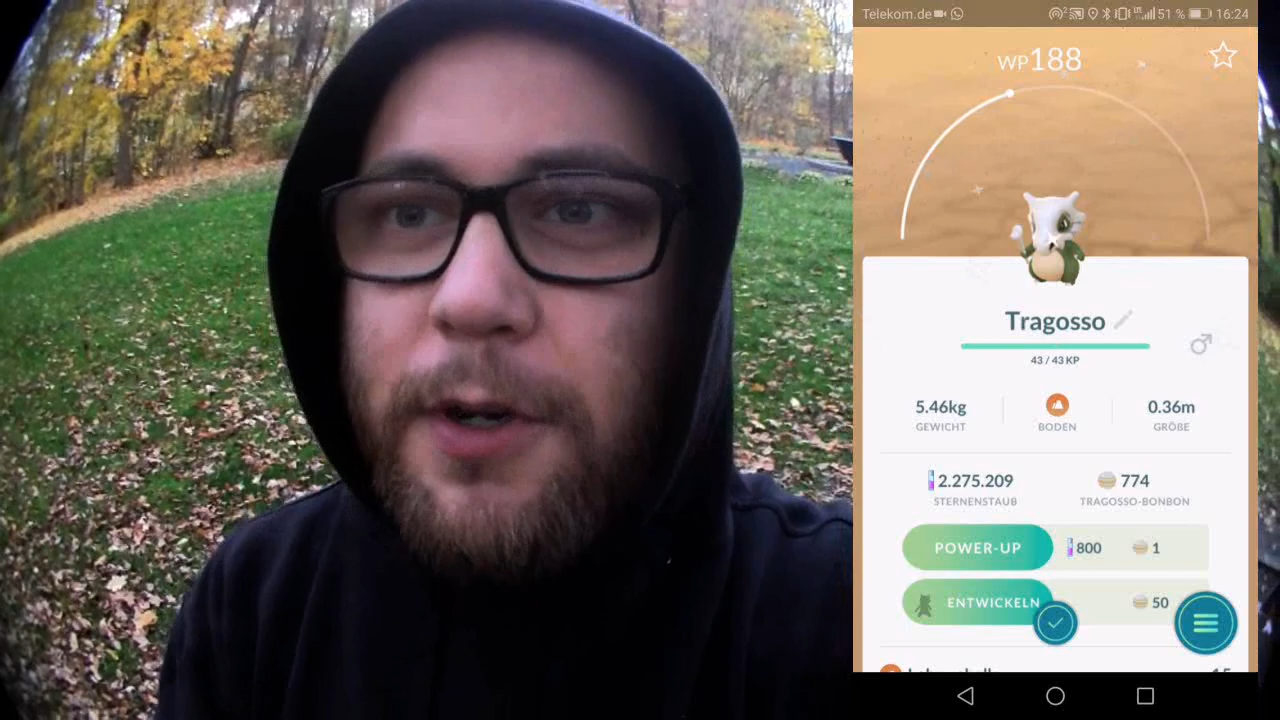 Telekom.de 51 % 16:24
WP188
Tragosso
43 / 43 KP
5.46kg 0.36m
GEWICHT BODEN GRÖßE
2.275.209 774
STERNENSTAUB TRAGOSSO-BONBON
POWER-UP 800 1
ENTWICKELN 50
15